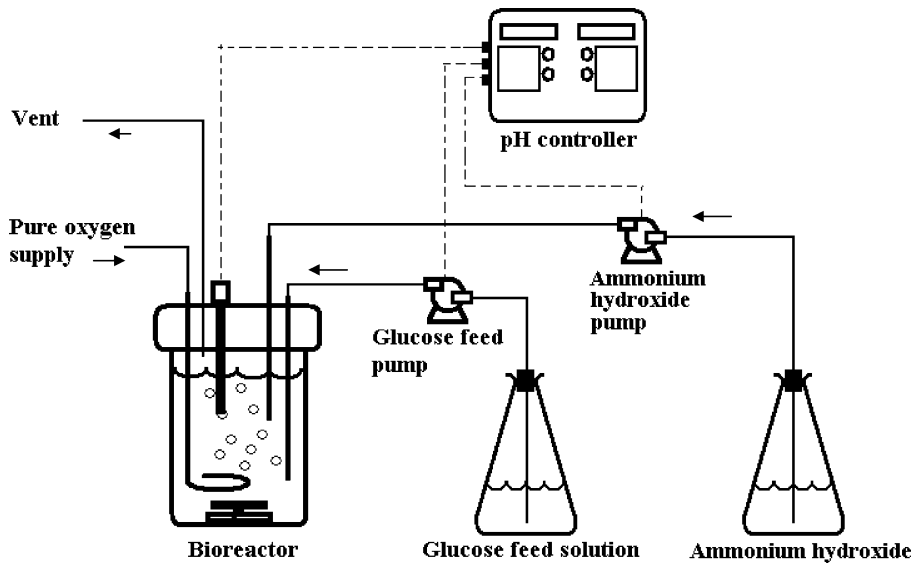 pH controller
Vent
Pure oxygen
supply
Ammonium
hydroxide
pump
Glucose feed
pump
Bioreactor
Glucose feed solution
Ammonium hydroxide